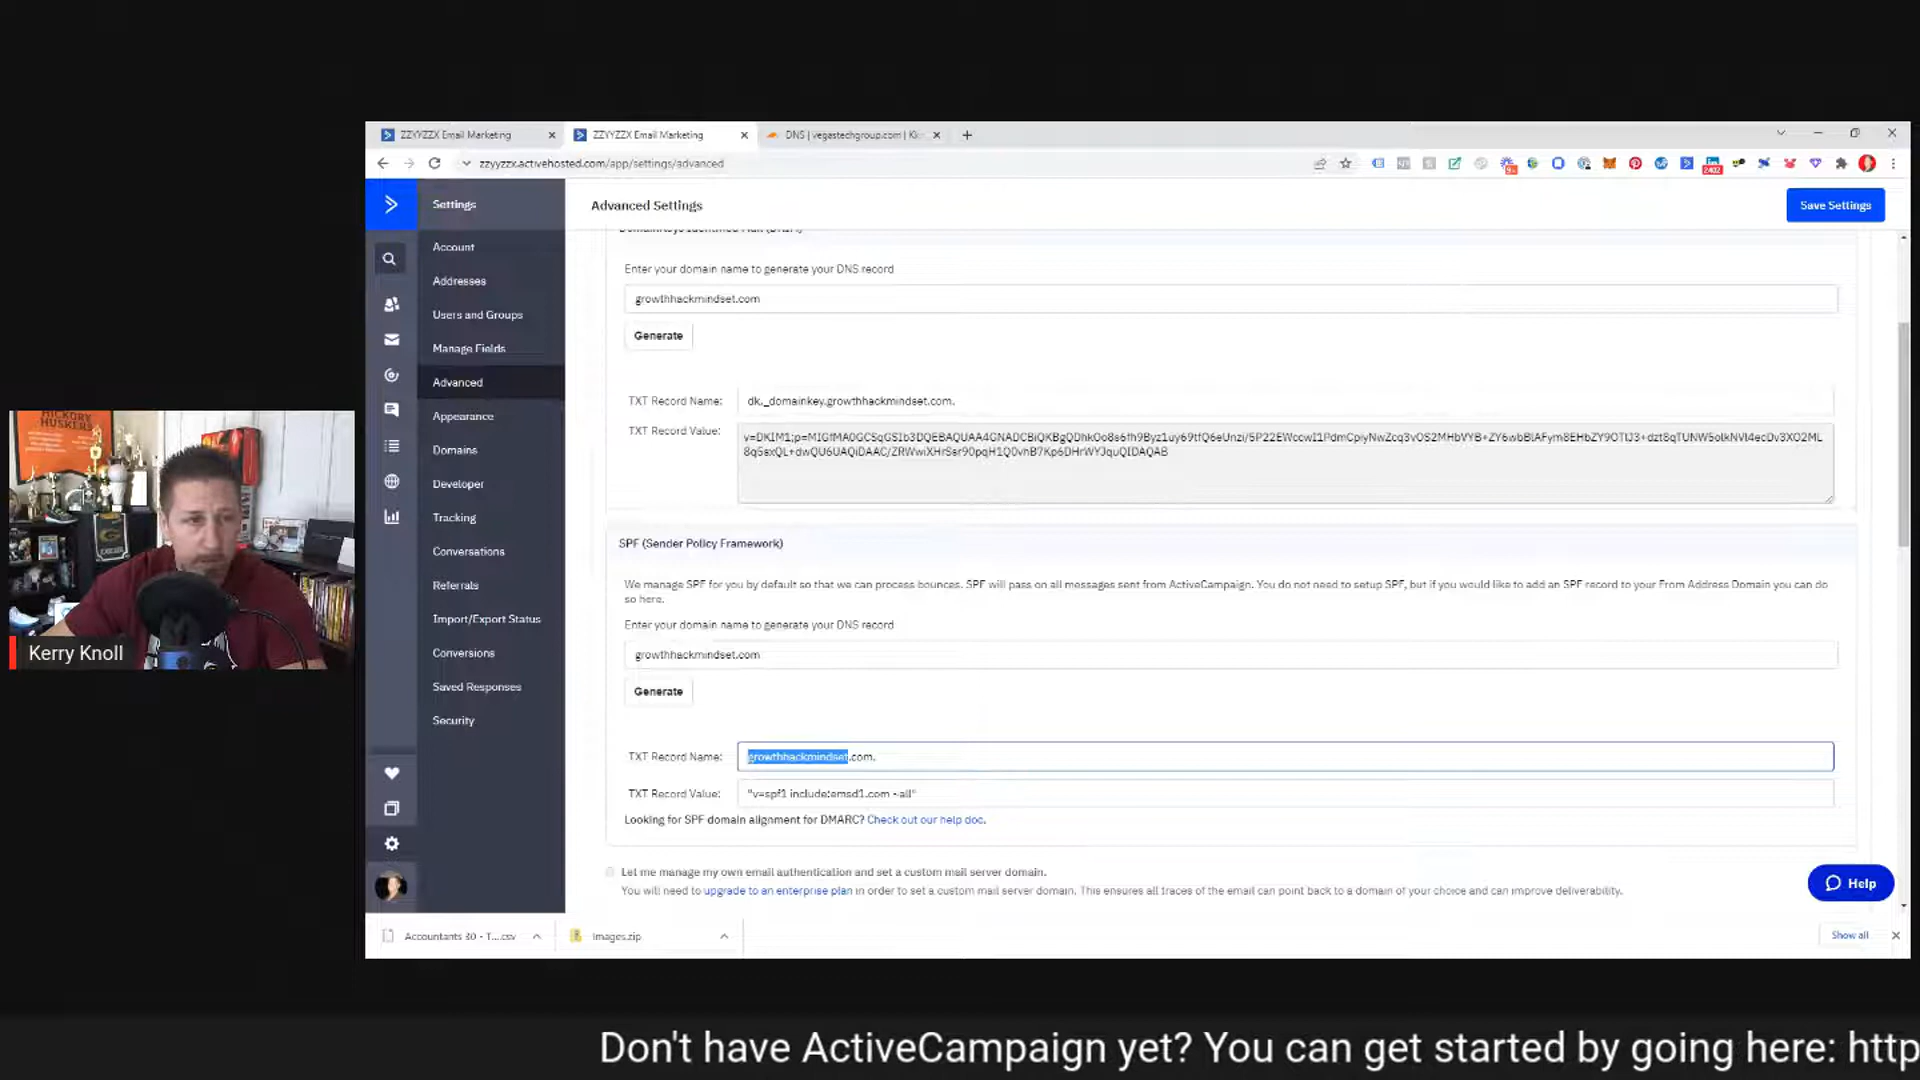 ZZYYZZX Email Marketing
ZZYYZZX Email Marketing
DNS | vegastechgroup.com |
zzyyzzx.activehosted.com/app/settings/advanced
Settings
Advanced Settings
Save Settings
Account
Addresses
Users and Groups
Manage Fields
Advanced
Appearance
Domains
Developer
Tracking
Conversations
Referrals
Import/Export Status
Conversions
Saved Responses
Security
Enter your domain name to generate your DNS record
growthhackmindset.com
Generate
TXT Record Name: dk._domainkey.growthhackmindset.com.
TXT Record Value:
SPF (Sender Policy Framework)
We manage SPF for you by default so that we can process bounces. SPF will pass on all messages sent from ActiveCampaign. You do not need to setup SPF, but if you would like to add an SPF record to your From Address Domain you can do
so here.
Enter your domain name to generate your DNS record
growthhackmindset.com
Generate
TXT Record Name: growthhackmindset.com.
TXT Record Value: "v=spf1 include:emsd1.com ~all"
Looking for SPF domain alignment for DMARC? Check out our help doc.
Let me manage my own email authentication and set a custom mail server domain.
You will need to upgrade to an enterprise plan in order to set a custom mail server domain. This ensures all traces of the email can point back to a domain of your choice and can improve deliverability.
Help
Accountants 30 - T....csv
Images.zip
Show all
HICKORY
HUSKERS
Kerry Knoll
Don't have ActiveCampaign yet? You can get started by going here: http